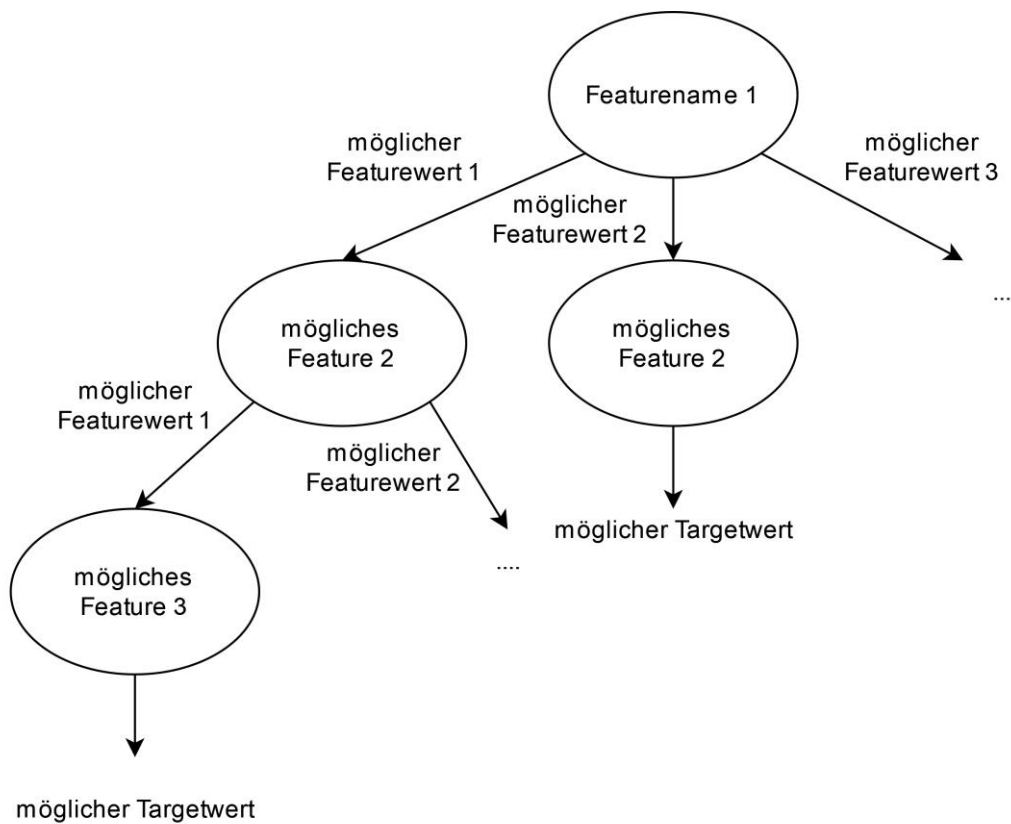 Featurename 1
möglicher
Featurewert 1
möglicher
Featurewert 2
möglicher
Featurewert 3
...
mögliches
Feature 2
mögliches
Feature 2
möglicher
Featurewert 1
möglicher
Featurewert 2
....
möglicher Targetwert
mögliches
Feature 3
möglicher Targetwert